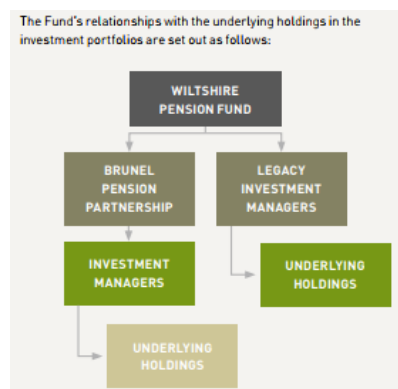 The Fund's relationships with the underlying holdings in the
investment portfolios are set out as follows:
WILTSHIRE
PENSION FUND
BRUNEL
PENSION
PARTNERSHIP
LEGACY
INVESTMENT
MANAGERS
INVESTMENT
MANAGERS
UNDERLYING
HOLDINGS
UNDERLYING
HOLDINGS